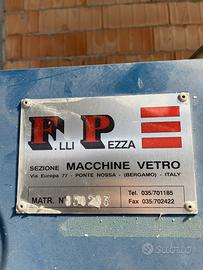 F.LLI PEZZA
SEZIONE MACCHINE VETRO
Via Europa 77 - PONTE NOSSA - (BERGAMO) - ITALY
Tel. 035/701185
MATR. N°
Fax 035/702422
subito